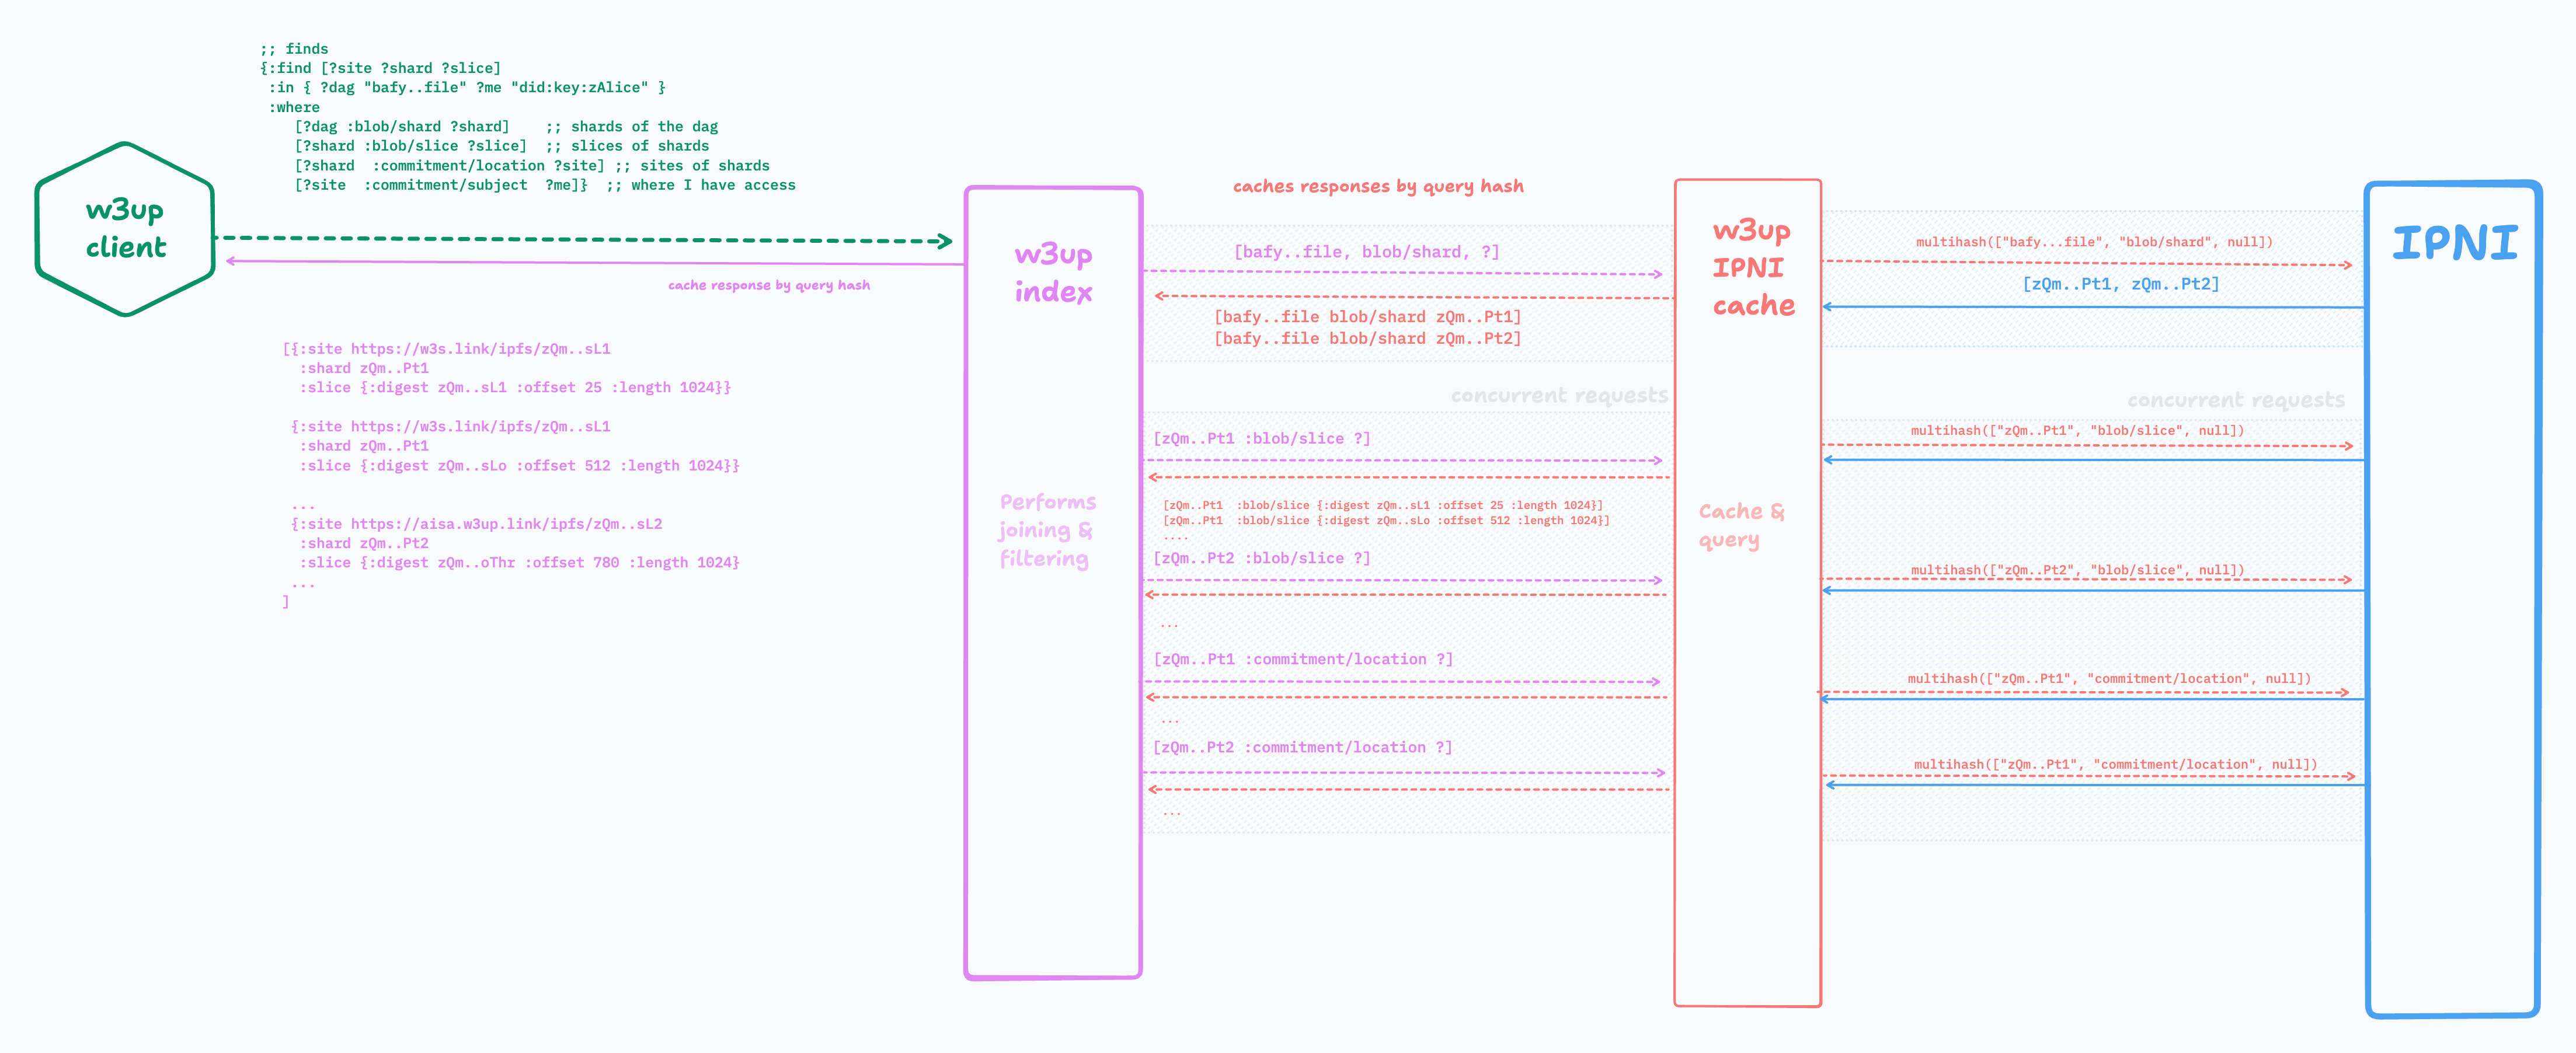 ;; finds
{:find [?site ?shard ?slice]
:in { ?dag "bafy..file" ?me "did:key:zAlice" }
:where
[?dag :blob/shard ?shard]    ;; shards of the dag
[?shard :blob/slice ?slice]  ;; slices of shards
[?shard  :commitment/location ?site] ;; sites of shards
[?site  :commitment/subject  ?me]}  ;; where I have access
w3up
client
cache response by query hash
[{:site https://w3s.link/ipfs/zQm..sL1
:shard zQm..Pt1
:slice {:digest zQm..sL1 :offset 25 :length 1024}}
{:site https://w3s.link/ipfs/zQm..sL1
:shard zQm..Pt1
:slice {:digest zQm..sLo :offset 512 :length 1024}}
...
{:site https://aisa.w3up.link/ipfs/zQm..sL2
:shard zQm..Pt2
:slice {:digest zQm..oThr :offset 780 :length 1024}
...
]
w3up
index
Performs
joining &
filtering
caches responses by query hash
[bafy..file, blob/shard, ?]
[bafy..file blob/shard zQm..Pt1]
[bafy..file blob/shard zQm..Pt2]
concurrent requests
[zQm..Pt1 :blob/slice ?]
[zQm..Pt1  :blob/slice {:digest zQm..sL1 :offset 25 :length 1024}]
[zQm..Pt1  :blob/slice {:digest zQm..sLo :offset 512 :length 1024}]
....
[zQm..Pt2 :blob/slice ?]
...
[zQm..Pt1 :commitment/location ?]
...
[zQm..Pt2 :commitment/location ?]
...
w3up
IPNI
cache
Cache &
query
multihash(["bafy...file", "blob/shard", null])
[zQm..Pt1, zQm..Pt2]
concurrent requests
multihash(["zQm..Pt1", "blob/slice", null])
multihash(["zQm..Pt2", "blob/slice", null])
multihash(["zQm..Pt1", "commitment/location", null])
multihash(["zQm..Pt1", "commitment/location", null])
IPNI